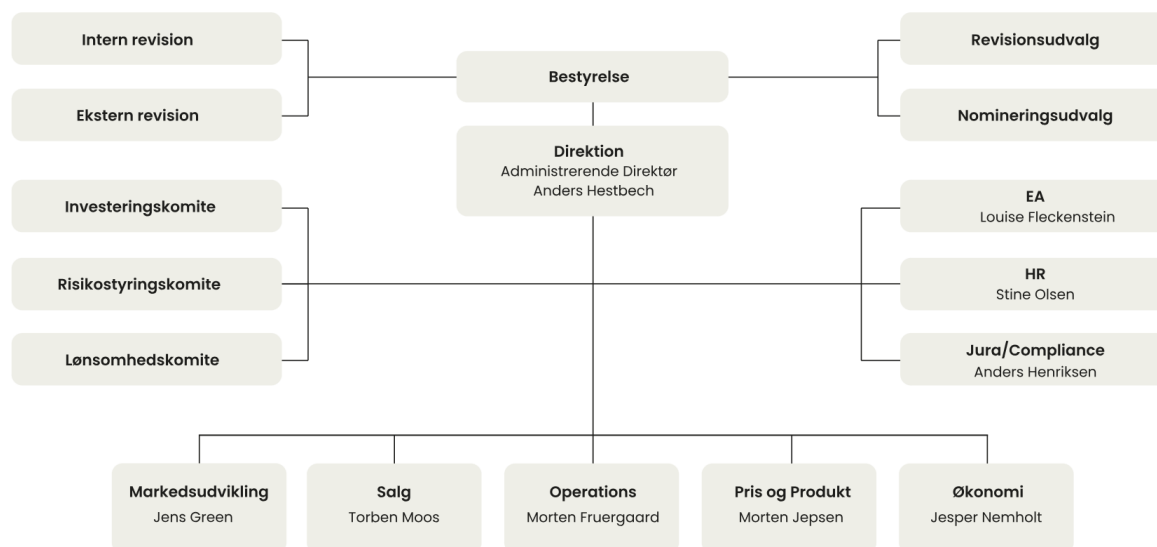 Intern revision
Revisionsudvalg
Bestyrelse
Ekstern revision
Nomineringsudvalg
Direktion
Administrerende Direktør
Anders Hestbech
Investeringskomite
EA
Louise Fleckenstein
Risikostyringskomite
HR
Stine Olsen
Lønsomhedskomite
Jura/Compliance
Anders Henriksen
Markedsudvikling
Jens Green
Salg
Torben Moos
Operations
Morten Fruergaard
Pris og Produkt
Morten Jepsen
Økonomi
Jesper Nemholt